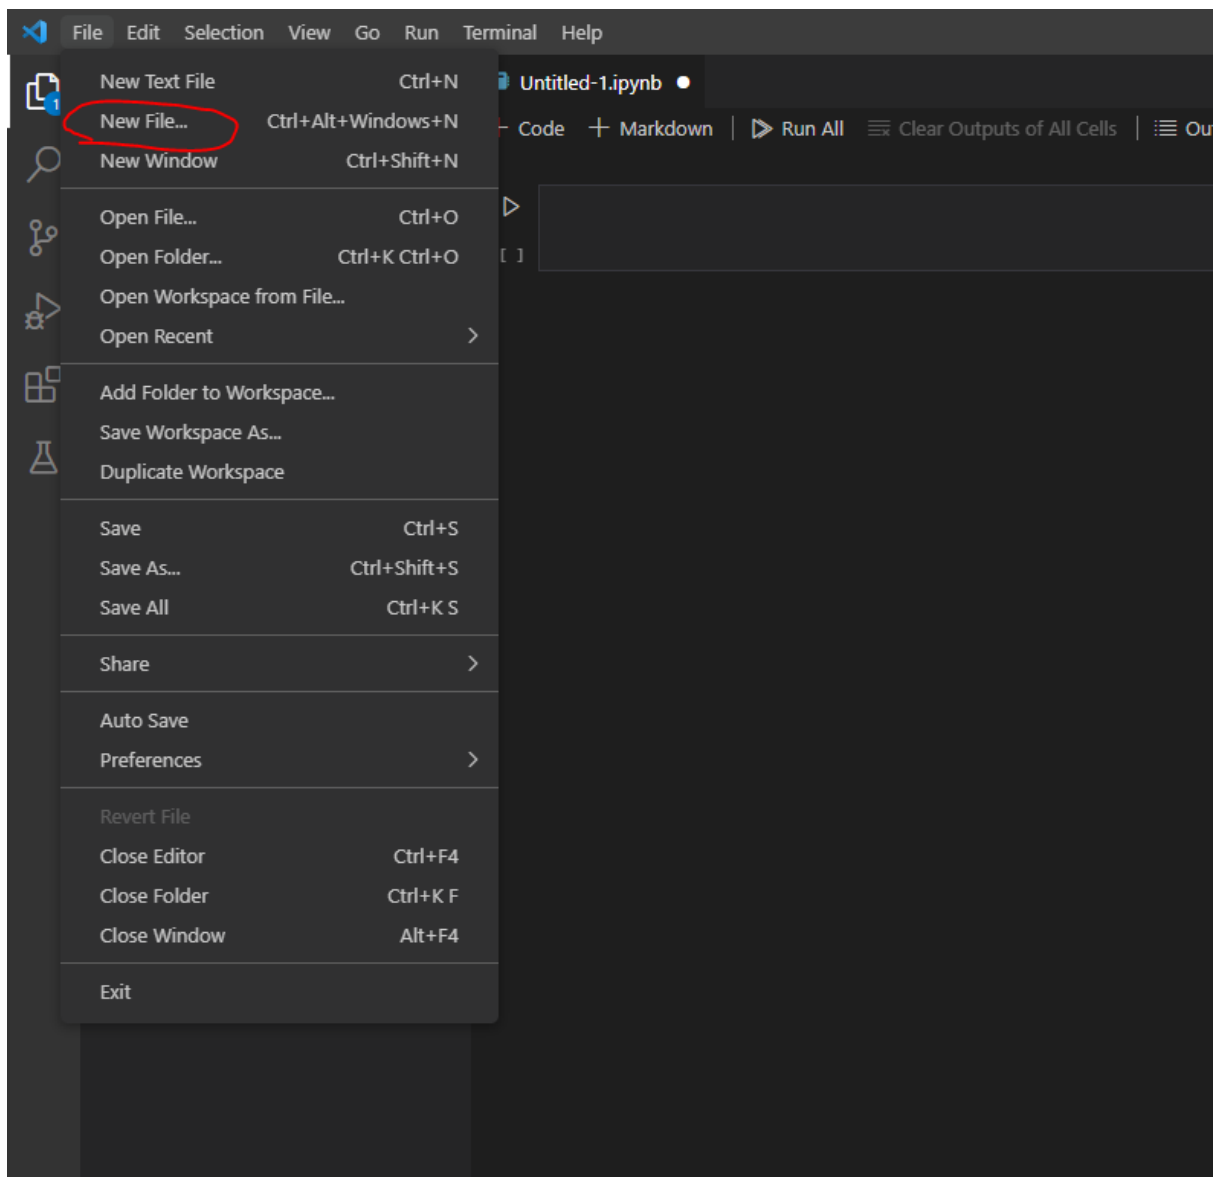 File Edit Selection View Go Run Terminal Help
New Text File Ctrl+N
New File... Ctrl+Alt+Windows+N
New Window Ctrl+Shift+N
Open File... Ctrl+O
Open Folder... Ctrl+K Ctrl+O
Open Workspace from File...
Open Recent
Add Folder to Workspace...
Save Workspace As...
Duplicate Workspace
Save Ctrl+S
Save As... Ctrl+Shift+S
Save All Ctrl+K S
Share
Auto Save
Preferences
Revert File
Close Editor Ctrl+F4
Close Folder Ctrl+K F
Close Window Alt+F4
Exit
1
Untitled-1.ipynb
Code + Markdown Run All Clear Outputs of All Cells Ou
[ ]